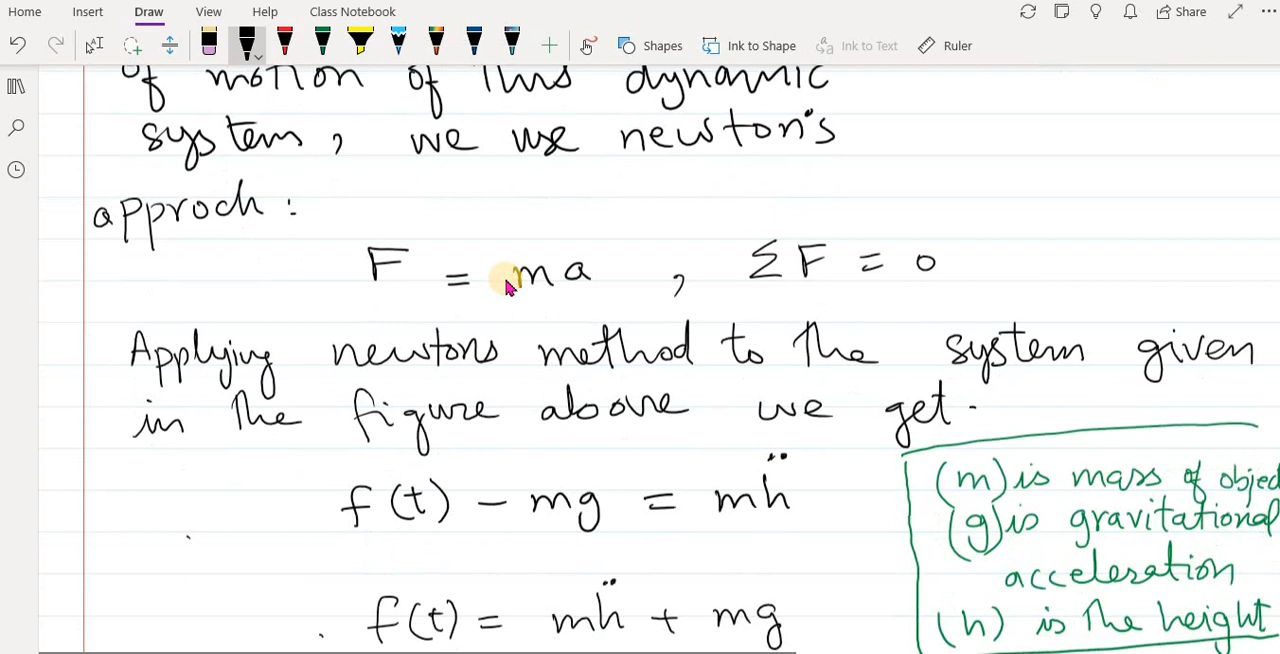 Home Insert Draw View Help Class Notebook Share
Shapes Ink to Shape Ink to Text Ruler
of motion of this dynamic
system, we use newton's
approch:
F = ma , ΣF = 0
Applying newtons method to the system given
in the figure above we get.
f(t) - mg = mḧ
(m) is mass of objec
(g) is gravitational
acceleration
f(t) = mḧ + mg
(h) is the height